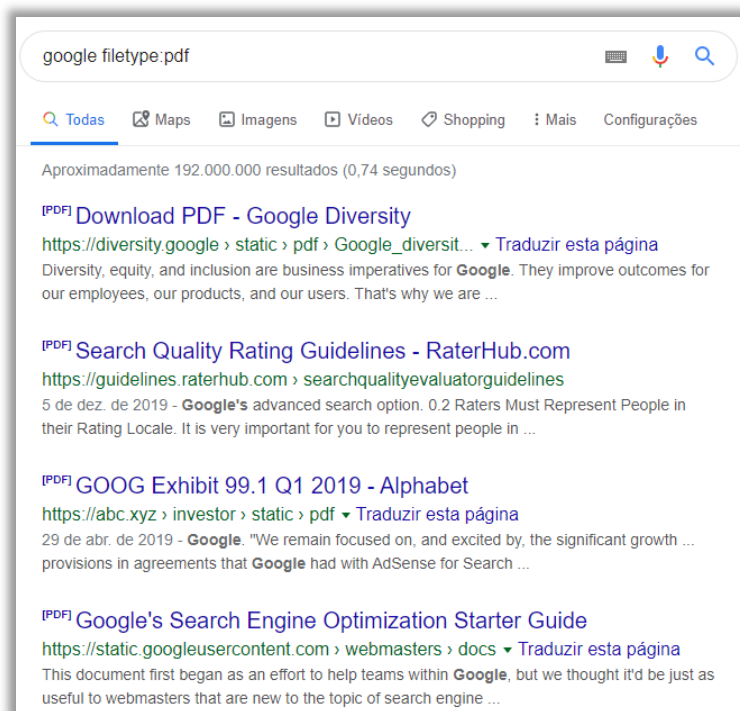 google filetype:pdf
Todas Maps Imagens Vídeos Shopping Mais Configurações
Aproximadamente 192.000.000 resultados (0,74 segundos)
[PDF] Download PDF - Google Diversity
https://diversity.google › static › pdf › Google_diversit... Traduzir esta página
Diversity, equity, and inclusion are business imperatives for Google. They improve outcomes for
our employees, our products, and our users. That's why we are ...
[PDF] Search Quality Rating Guidelines - RaterHub.com
https://guidelines.raterhub.com › searchqualityevaluatorguidelines
5 de dez. de 2019 - Google's advanced search option. 0.2 Raters Must Represent People in
their Rating Locale. It is very important for you to represent people in ...
[PDF] GOOG Exhibit 99.1 Q1 2019 - Alphabet
https://abc.xyz › investor › static › pdf Traduzir esta página
29 de abr. de 2019 - Google. "We remain focused on, and excited by, the significant growth ...
provisions in agreements that Google had with AdSense for Search ...
[PDF] Google's Search Engine Optimization Starter Guide
https://static.googleusercontent.com › webmasters › docs Traduzir esta página
This document first began as an effort to help teams within Google, but we thought it'd be just as
useful to webmasters that are new to the topic of search engine ...